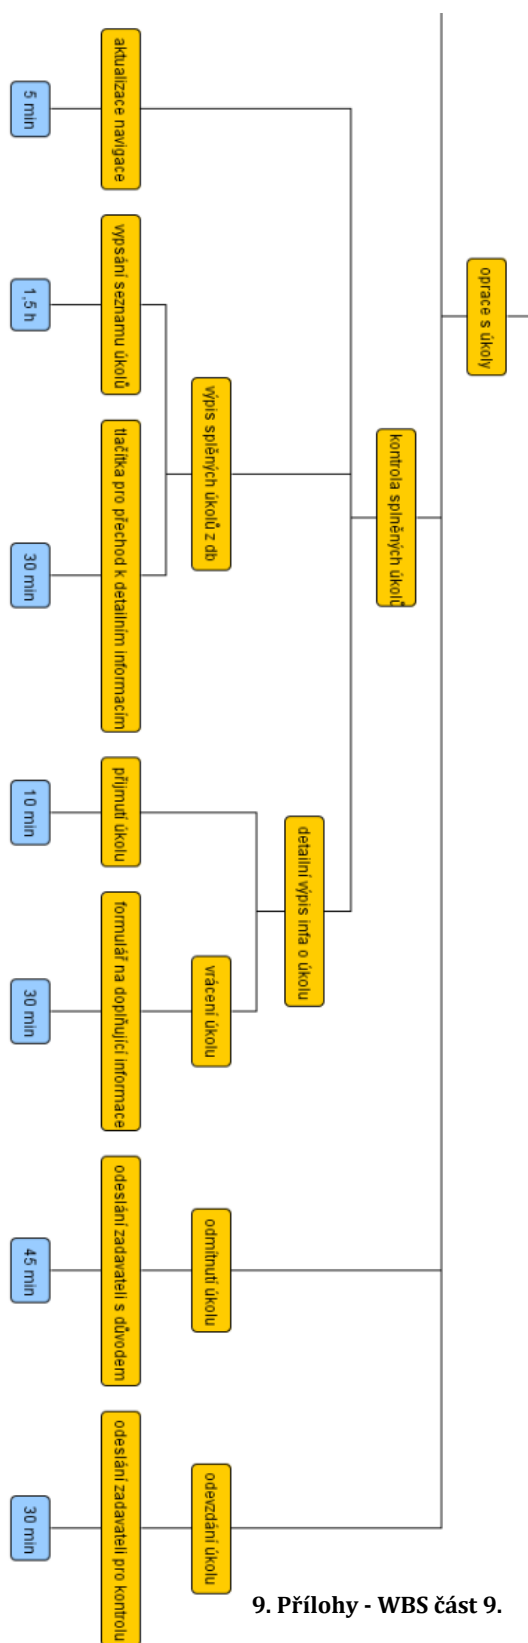 oprace s úkoly
kontrola splněných úkolů
odmítnutí úkolu
odevzdání úkolu
aktualizace navigace
výpis splěných úkolů z db
detailní výpis infa o úkolu
vypsání seznamu úkolů
tlačítka pro přechod k detailním informacím
přijmutí úkolu
vrácení úkolu
formulář na doplňující informace
odeslání zadavateli s důvodem
odeslání zadavateli pro kontrolu
5 min
1,5 h
30 min
10 min
30 min
45 min
30 min
9. Přílohy - WBS část 9.